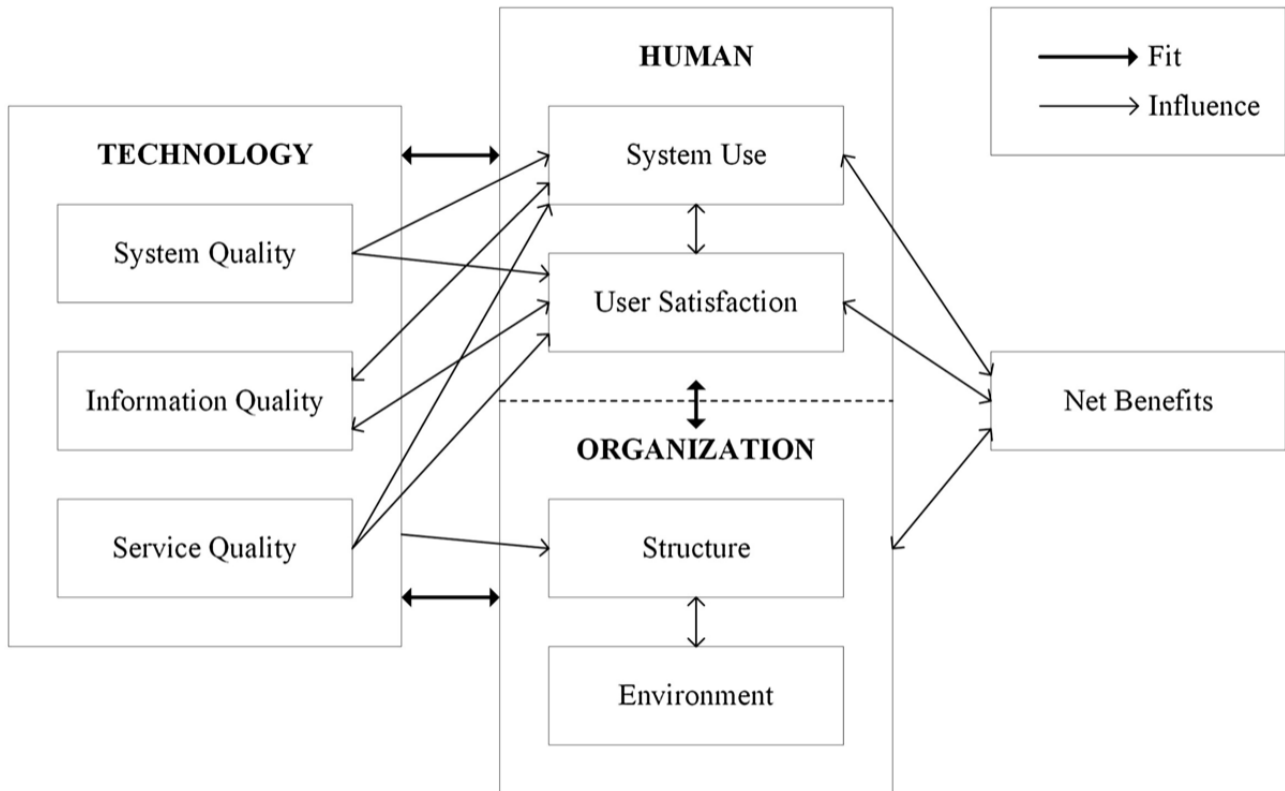 HUMAN
Fit
Influence
TECHNOLOGY
System Use
System Quality
User Satisfaction
Information Quality
Net Benefits
ORGANIZATION
Service Quality
Structure
Environment